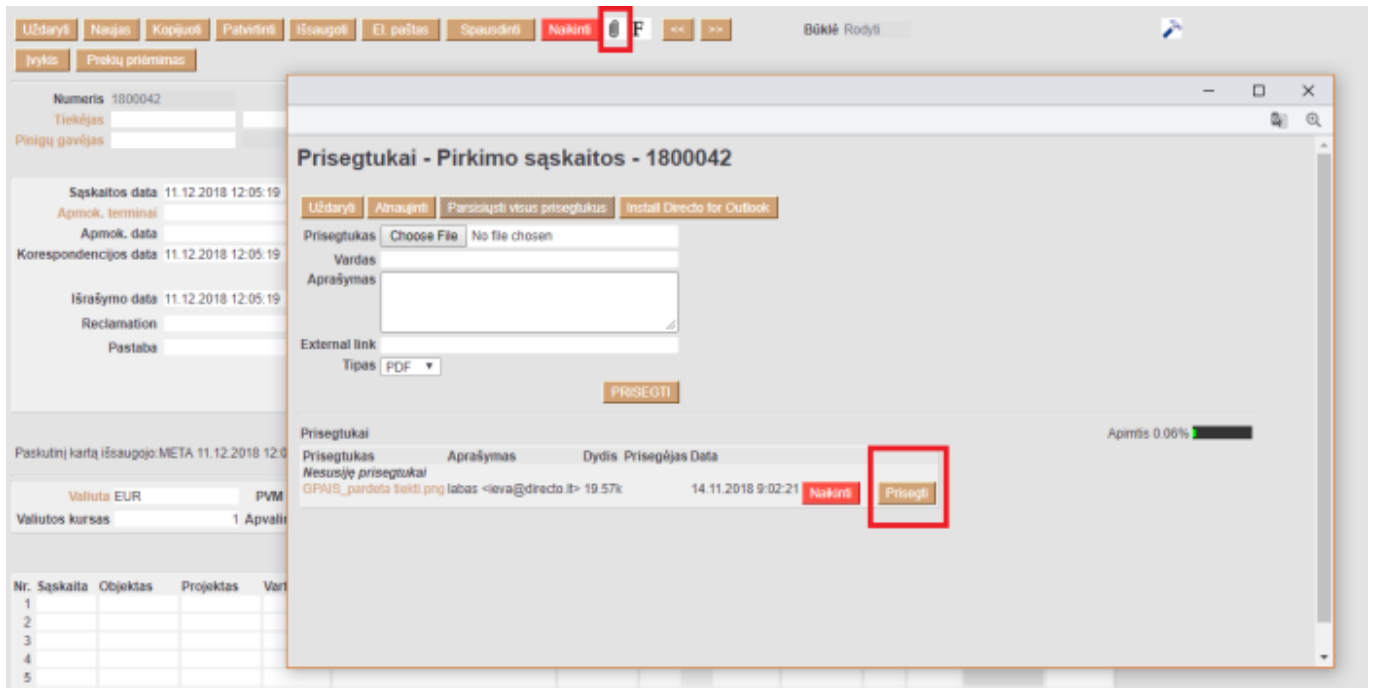 Uždaryti Naujas Kopijuoti Patvirtinti Išsaugoti El. paštas Spausdinti Naikinti F << >> Būklė Rodyti
Įvykis Prekių priėmimas
Numeris 1800042
Tiekėjas
Pinigų gavėjas
Sąskaitos data 11.12.2018 12:05:19
Apmok. terminai
Apmok. data
Korespondencijos data 11.12.2018 12:05:19
Išrašymo data 11.12.2018 12:05:19
Reclamation
Pastaba
Paskutinį kartą išsaugojo:META 11.12.2018 12:0
Valiuta EUR PVM
Valiutos kursas 1 Apvalin
Nr. Sąskaita Objektas Projektas Vart
1
2
3
4
5
Prisegtukai - Pirkimo sąskaitos - 1800042
Uždaryti Atnaujinti Parsisiųsti visus prisegtukus Install Directo for Outlook
Prisegtukas Choose File No file chosen
Vardas
Aprašymas
External link
Tipas PDF
PRISEGTI
Prisegtukai Apimtis 0.06%
Prisegtukas Aprašymas Dydis Prisegėjas Data
Nesusiję prisegtukai
GPAIS_pardeta tiekti.png labas <ieva@directo.lt> 19.57k 14.11.2018 9:02:21 Naikinti Prisegti